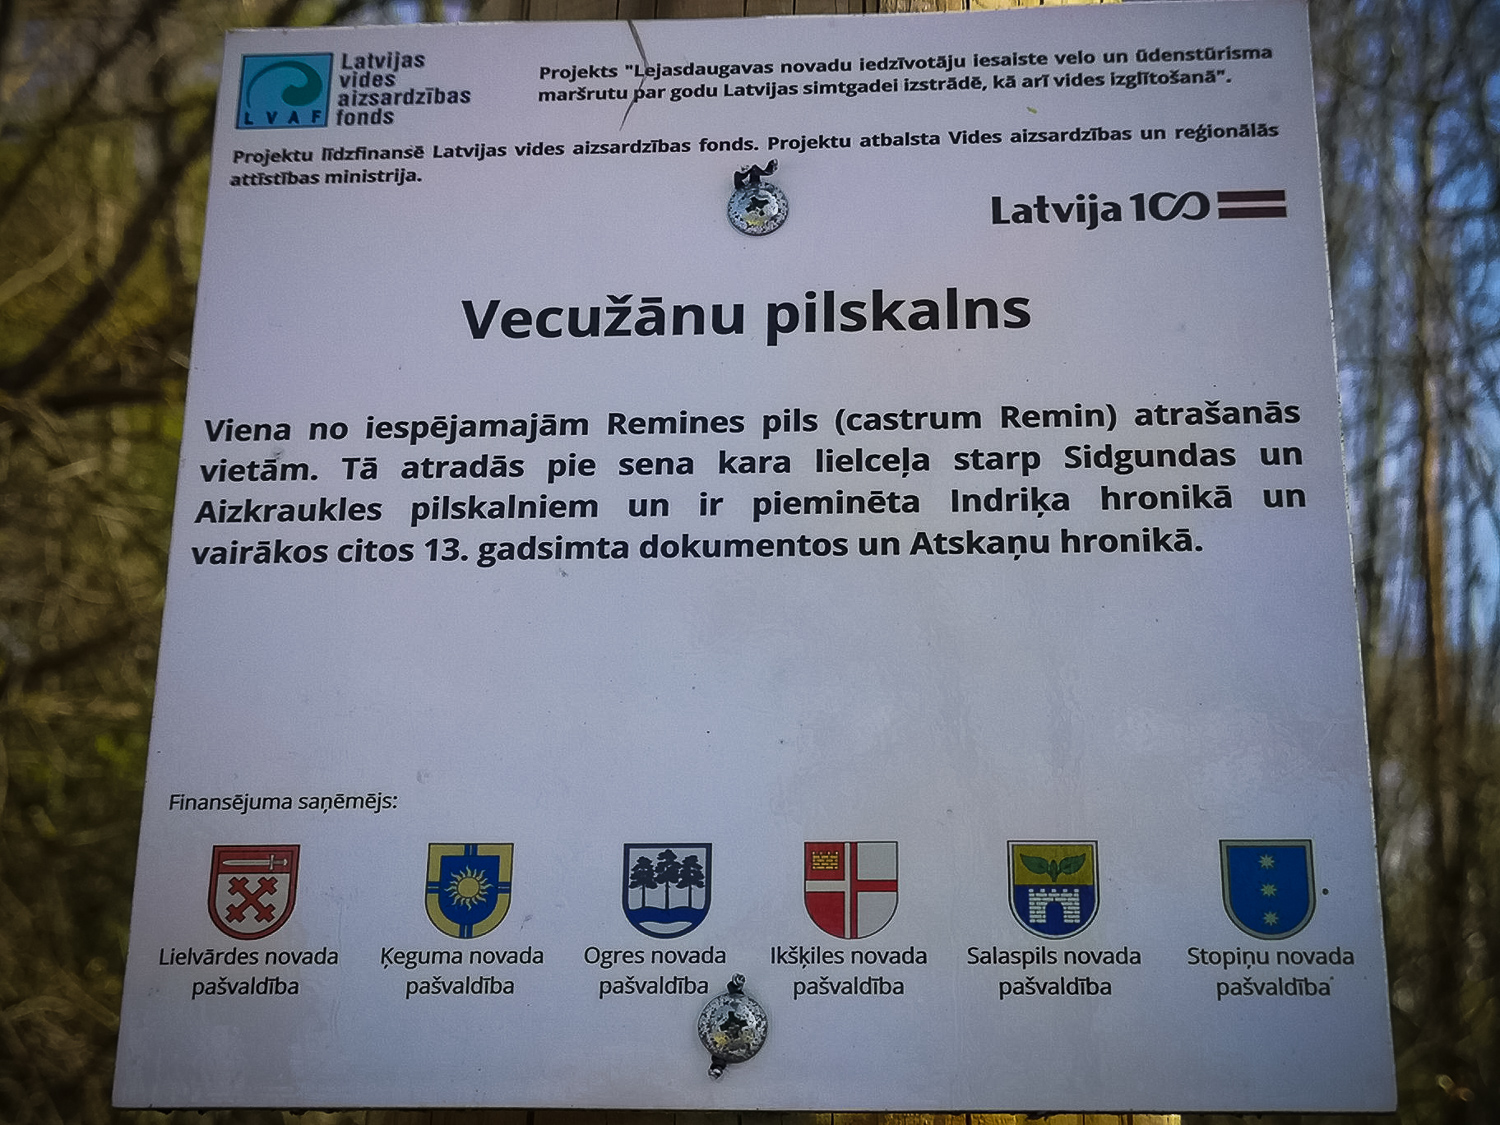 Latvijas
vides
aizsardzības
fonds
L V A F
Projekts "Lejasdaugavas novadu iedzīvotāju iesaiste velo un ūdenstūrisma
maršrutu par godu Latvijas simtgadei izstrādē, kā arī vides izglītošanā".
Projektu līdzfinansē Latvijas vides aizsardzības fonds. Projektu atbalsta Vides aizsardzības un reģionālās
attīstības ministrija.
Latvija 100
Vecužānu pilskalns
Viena no iespējamajām Remines pils (castrum Remin) atrašanās
vietām. Tā atradās pie sena kara lielceļa starp Sidgundas un
Aizkraukles pilskalniem un ir pieminēta Indriķa hronikā un
vairākos citos 13. gadsimta dokumentos un Atskaņu hronikā.
Finansējuma saņēmējs:
Lielvārdes novada
pašvaldība
Ķeguma novada
pašvaldība
Ogres novada
pašvaldība
Ikšķiles novada
pašvaldība
Salaspils novada
pašvaldība
Stopiņu novada
pašvaldība